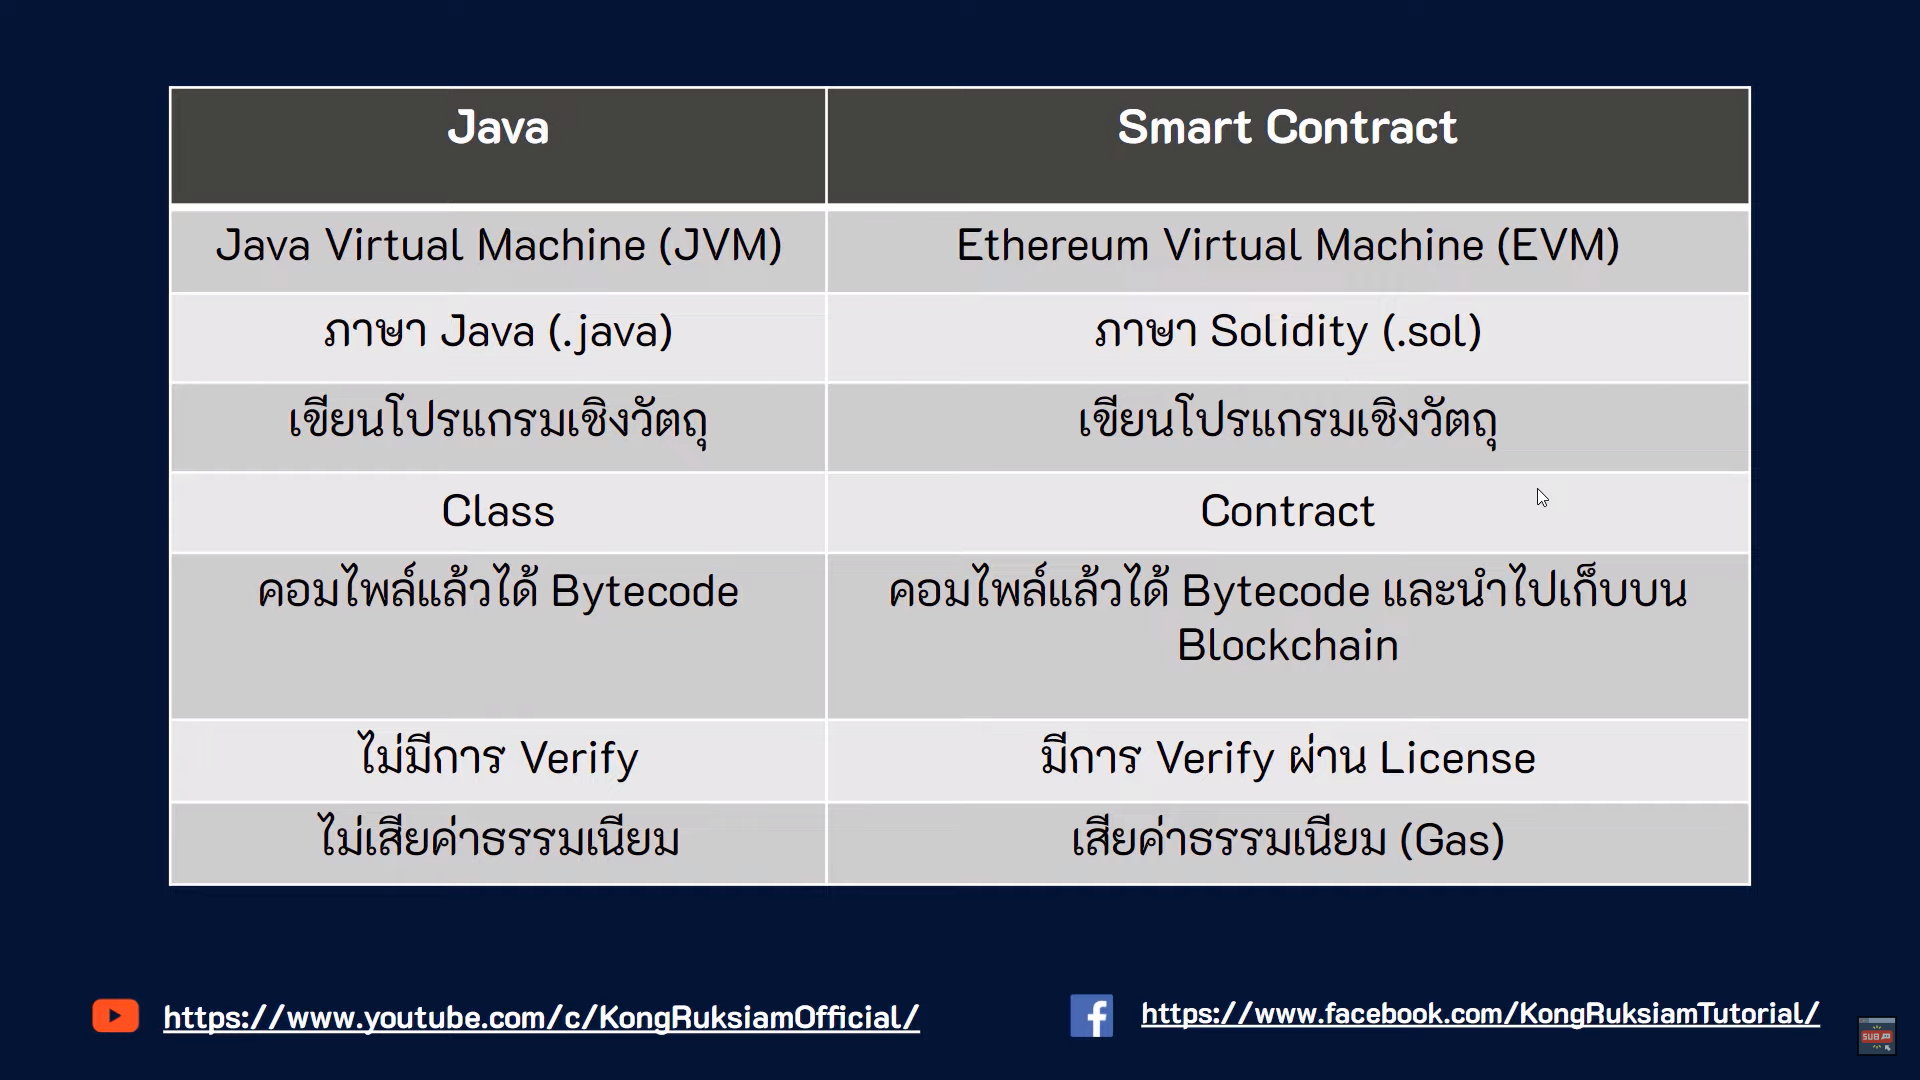 Java
Smart Contract
Java Virtual Machine (JVM)
Ethereum Virtual Machine (EVM)
ภาษา Java (.java)
ภาษา Solidity (.sol)
เขียนโปรแกรมเชิงวัตถุ
เขียนโปรแกรมเชิงวัตถุ
Class
Contract
คอมไพล์แล้วได้ Bytecode
คอมไพล์แล้วได้ Bytecode และนำไปเก็บบน
Blockchain
ไม่มีการ Verify
มีการ Verify ผ่าน License
ไม่เสียค่าธรรมเนียม
เสียค่าธรรมเนียม (Gas)
https://www.youtube.com/c/KongRuksiamOfficial/
https://www.facebook.com/KongRuksiamTutorial/